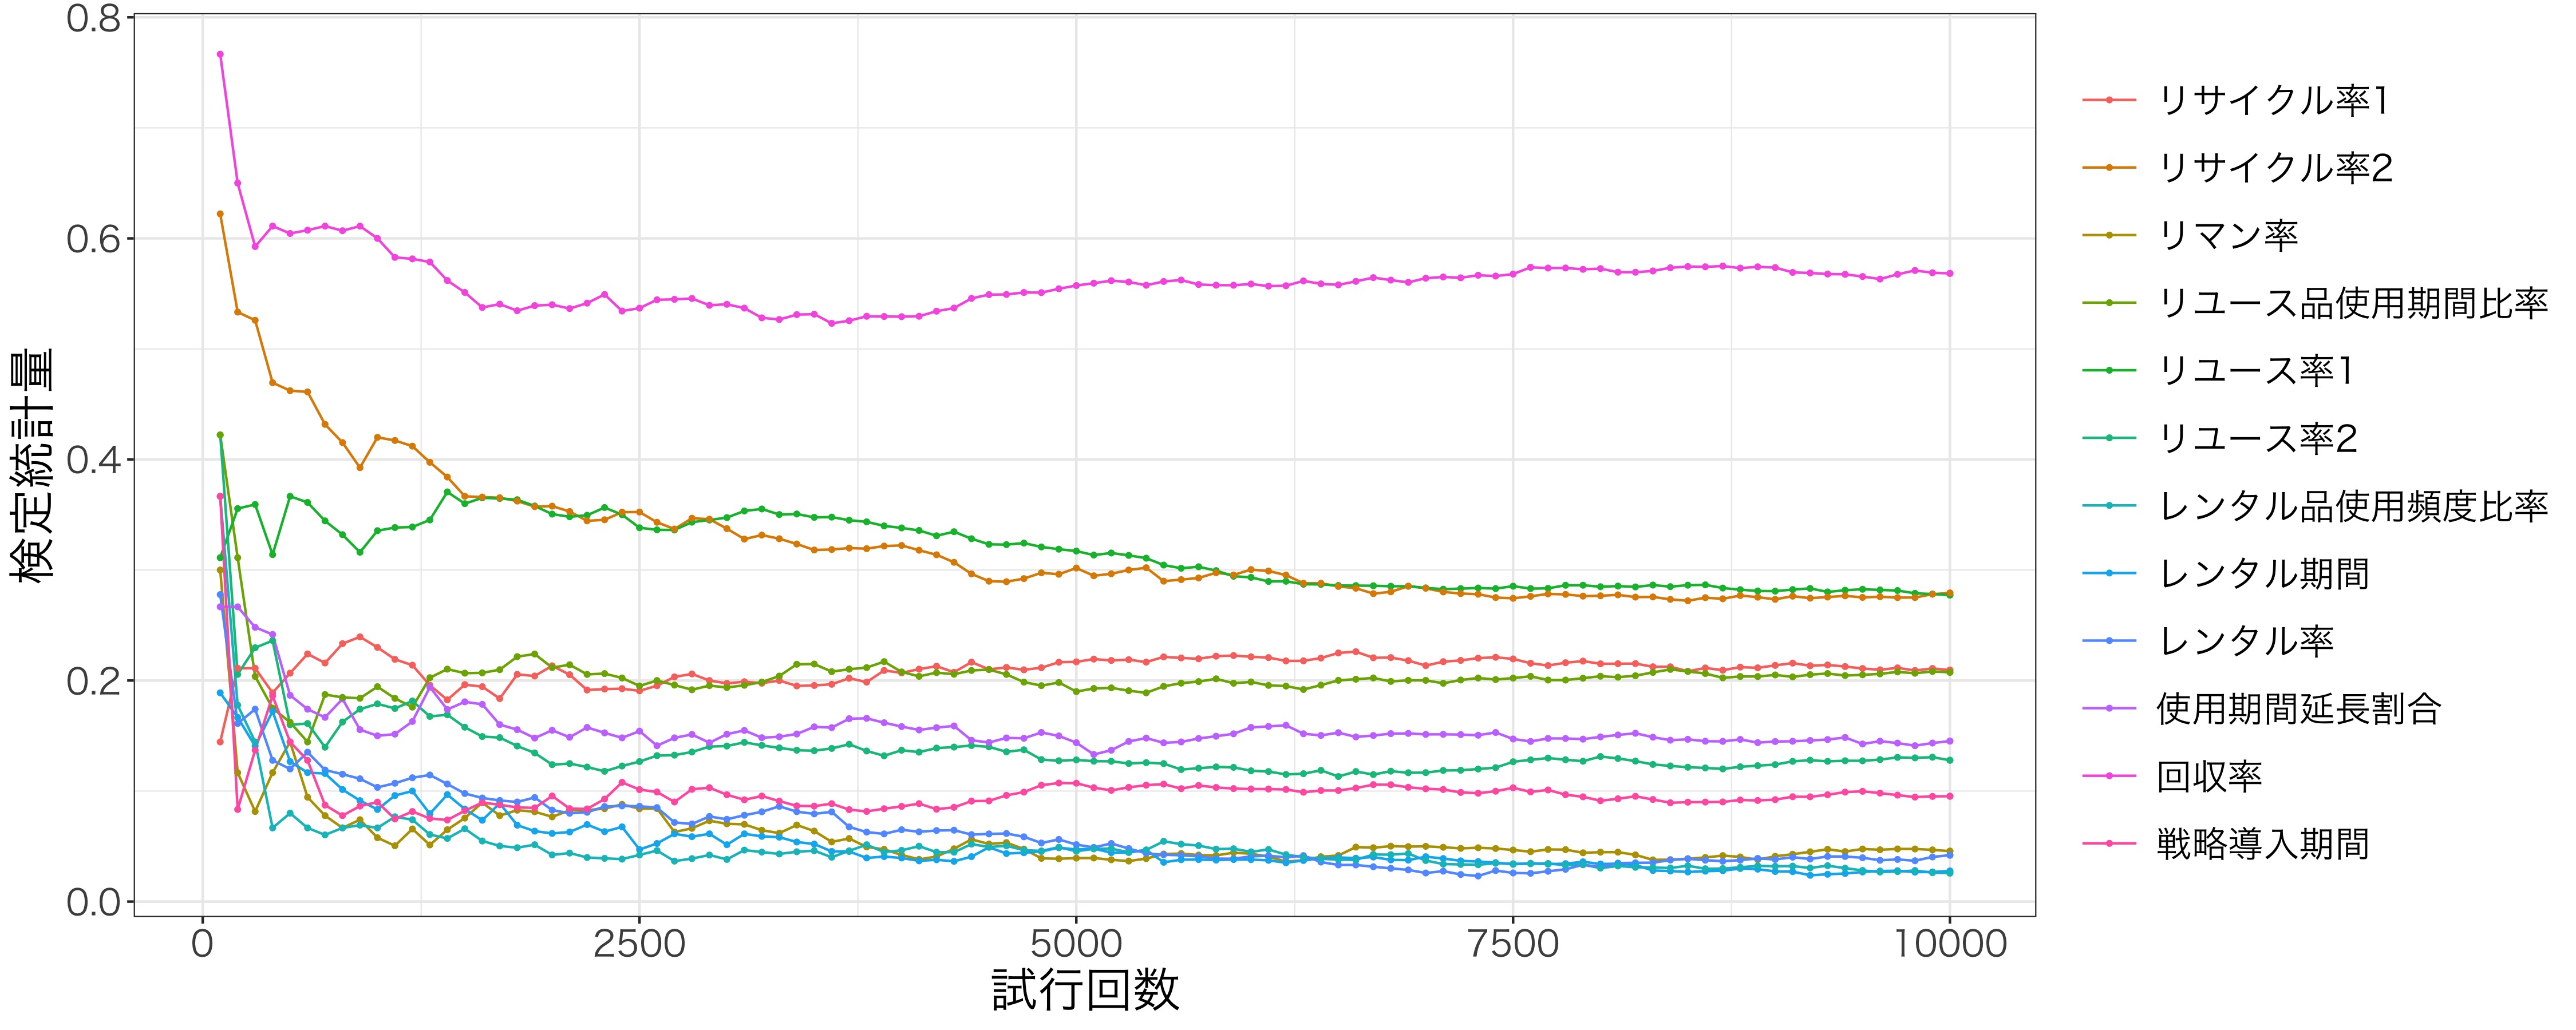 0.8
0.6
0.4
0.2
0.0
検定統計量
0
2500
5000
7500
10000
試行回数
リサイクル率1
リサイクル率2
リマン率
リユース品使用期間比率
リユース率1
リユース率2
レンタル品使用頻度比率
レンタル期間
レンタル率
使用期間延長割合
回収率
戦略導入期間